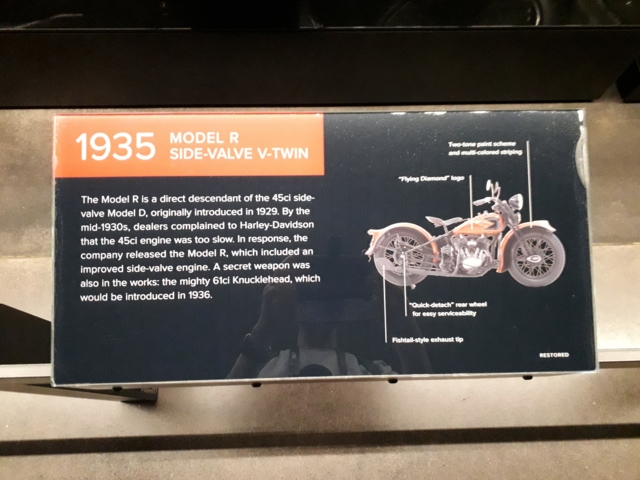 1935
MODEL R
SIDE-VALVE V-TWIN
The Model R is a direct descendant of the 45ci side-
valve Model D, originally introduced in 1929. By the
mid-1930s, dealers complained to Harley-Davidson
that the 45ci engine was too slow. In response, the
company released the Model R, which included an
improved side-valve engine. A secret weapon was
also in the works: the mighty 61ci Knucklehead, which
would be introduced in 1936.
Two-tone paint scheme
and multi-colored striping
"Flying Diamond" logo
"Quick-detach" rear wheel
for easy serviceability
Fishtail-style exhaust tip
RESTORED